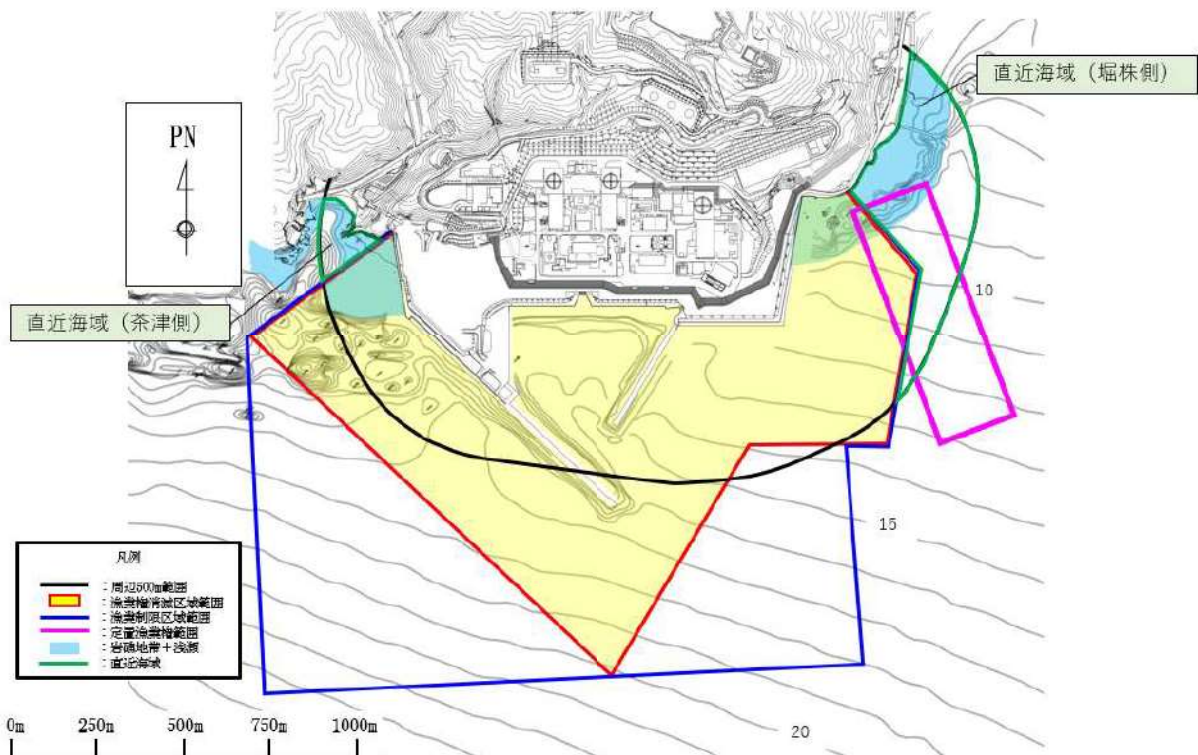 直近海域（堀株側）
PN
10
直近海域（茶津側）
15
凡例
：周辺500m範囲
：漁業権消滅区域範囲
：漁業制限区域範囲
：定置漁業権範囲
：岩礁地帯＋浅瀬
：直近海域
0m 250m 500m 750m 1000m
20